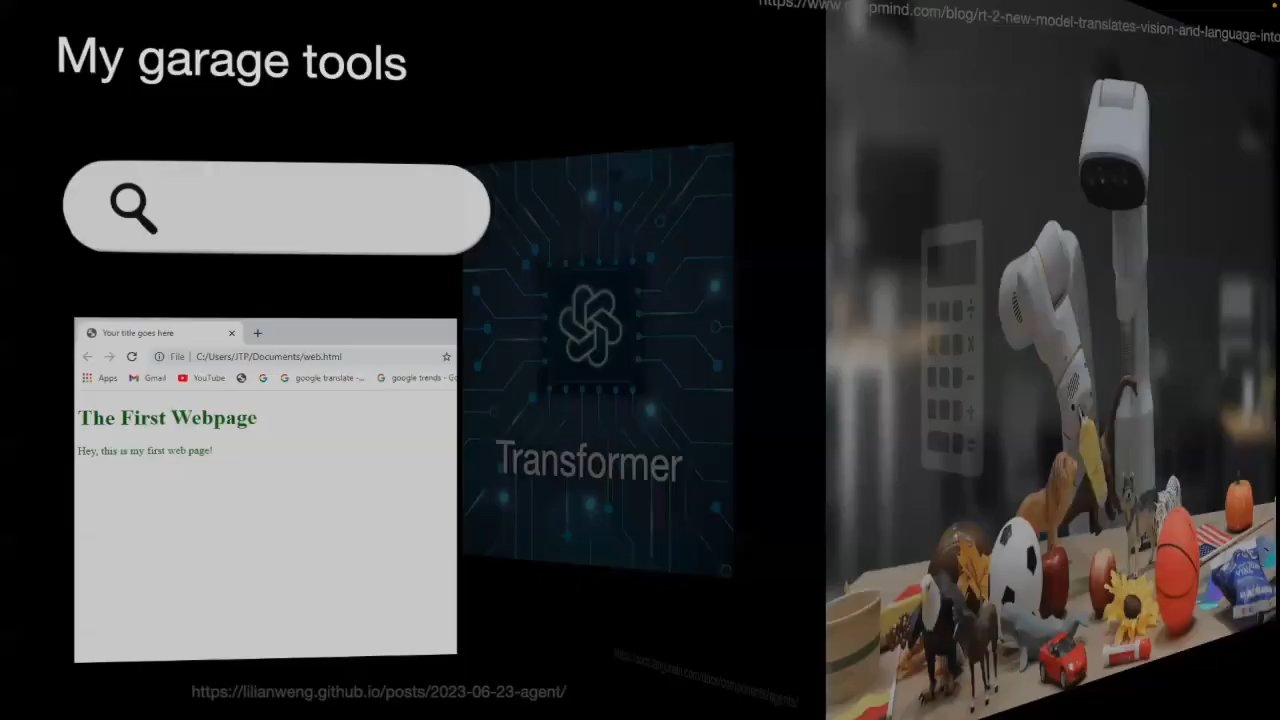 My garage tools
Your title goes here
File C:/Users/JTP/Documents/web.html
Apps Gmail YouTube google translate -... google trends - Go
The First Webpage
Hey, this is my first web page!
Transformer
https://lilianweng.github.io/posts/2023-06-23-agent/
mind.com/blog/rt-2-new-model-translates-vision-and-language-into